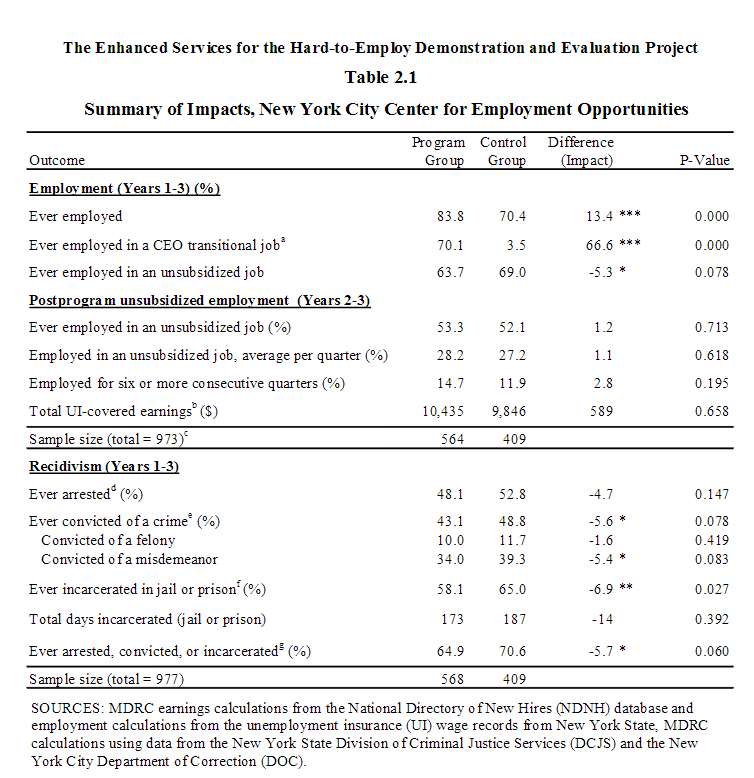 The Enhanced Services for the Hard-to-Employ Demonstration and Evaluation Project
Table 2.1
Summary of Impacts, New York City Center for Employment Opportunities
Program Control Difference
Outcome Group Group (Impact) P-Value
Employment (Years 1-3) (%)
Ever employed 83.8 70.4 13.4 *** 0.000
Ever employed in a CEO transitional job^a 70.1 3.5 66.6 *** 0.000
Ever employed in an unsubsidized job 63.7 69.0 -5.3 * 0.078
Postprogram unsubsidized employment (Years 2-3)
Ever employed in an unsubsidized job (%) 53.3 52.1 1.2 0.713
Employed in an unsubsidized job, average per quarter (%) 28.2 27.2 1.1 0.618
Employed for six or more consecutive quarters (%) 14.7 11.9 2.8 0.195
Total UI-covered earnings^b ($) 10,435 9,846 589 0.658
Sample size (total = 973)^c 564 409
Recidivism (Years 1-3)
Ever arrested^d (%) 48.1 52.8 -4.7 0.147
Ever convicted of a crime^e (%) 43.1 48.8 -5.6 * 0.078
Convicted of a felony 10.0 11.7 -1.6 0.419
Convicted of a misdemeanor 34.0 39.3 -5.4 * 0.083
Ever incarcerated in jail or prison^f (%) 58.1 65.0 -6.9 ** 0.027
Total days incarcerated (jail or prison) 173 187 -14 0.392
Ever arrested, convicted, or incarcerated^g (%) 64.9 70.6 -5.7 * 0.060
Sample size (total = 977) 568 409
SOURCES: MDRC earnings calculations from the National Directory of New Hires (NDNH) database and
employment calculations from the unemployment insurance (UI) wage records from New York State, MDRC
calculations using data from the New York State Division of Criminal Justice Services (DCJS) and the New
York City Department of Correction (DOC).